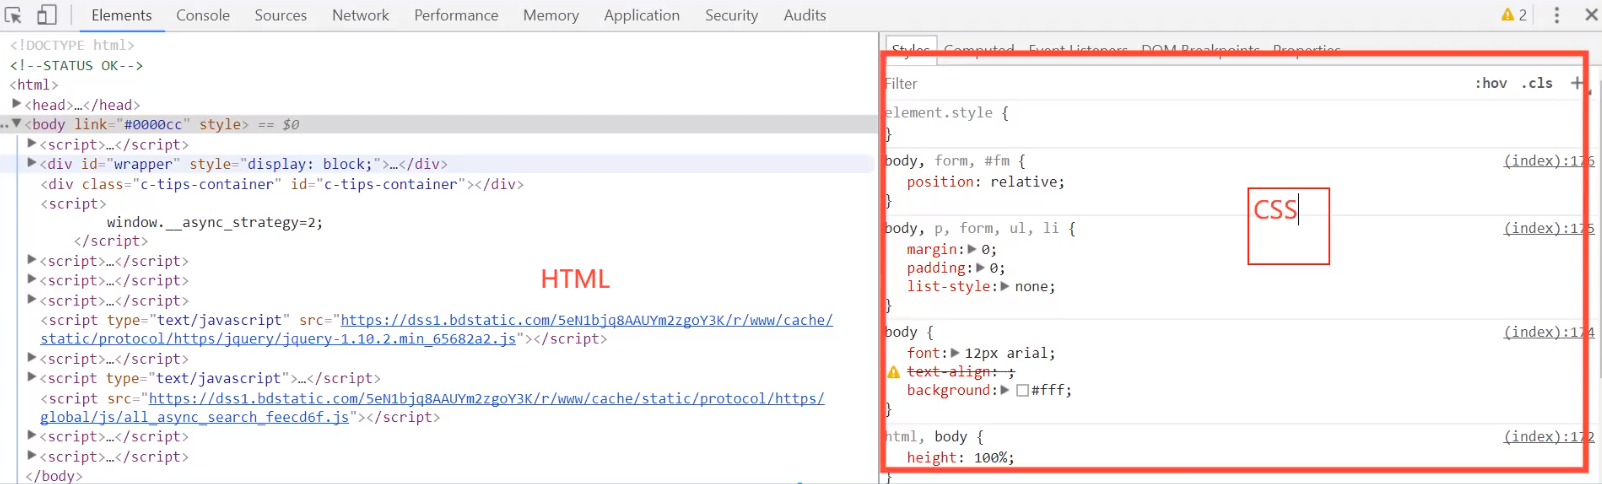 Elements Console Sources Network Performance Memory Application Security Audits 2
<!DOCTYPE html>
<!--STATUS OK-->
<html>
<head>…</head>
<body link="#0000cc" style> == $0
<script>…</script>
<div id="wrapper" style="display: block;">…</div>
<div class="c-tips-container" id="c-tips-container"></div>
<script>
window.__async_strategy=2;
</script>
<script>…</script>
<script>…</script>
<script>…</script>
<script type="text/javascript" src="https://dss1.bdstatic.com/5eN1bjq8AAUYm2zgoY3K/r/www/cache/
static/protocol/https/jquery/jquery-1.10.2.min_65682a2.js"></script>
<script>…</script>
<script type="text/javascript">…</script>
<script src="https://dss1.bdstatic.com/5eN1bjq8AAUYm2zgoY3K/r/www/cache/static/protocol/https/
global/js/all_async_search_feecd6f.js"></script>
<script>…</script>
<script>…</script>
</body>
HTML
Styles Computed Event Listeners DOM Breakpoints Properties
Filter :hov .cls +
element.style {
}
body, form, #fm { (index):176
position: relative;
}
CSS
body, p, form, ul, li { (index):175
margin: 0;
padding: 0;
list-style: none;
}
body { (index):174
font: 12px arial;
text-align: ;
background: #fff;
}
html, body { (index):172
height: 100%;
}